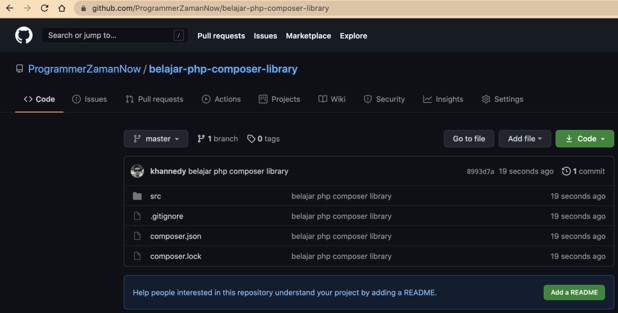 github.com/ProgrammerZamanNow/belajar-php-composer-library
Search or jump to... / Pull requests Issues Marketplace Explore
ProgrammerZamanNow / belajar-php-composer-library
Code Issues Pull requests Actions Projects Wiki Security Insights Settings
master 1 branch 0 tags Go to file Add file Code
khannedy belajar php composer library 8993d7a 19 seconds ago 1 commit
src belajar php composer library 19 seconds ago
.gitignore belajar php composer library 19 seconds ago
composer.json belajar php composer library 19 seconds ago
composer.lock belajar php composer library 19 seconds ago
Help people interested in this repository understand your project by adding a README. Add a README